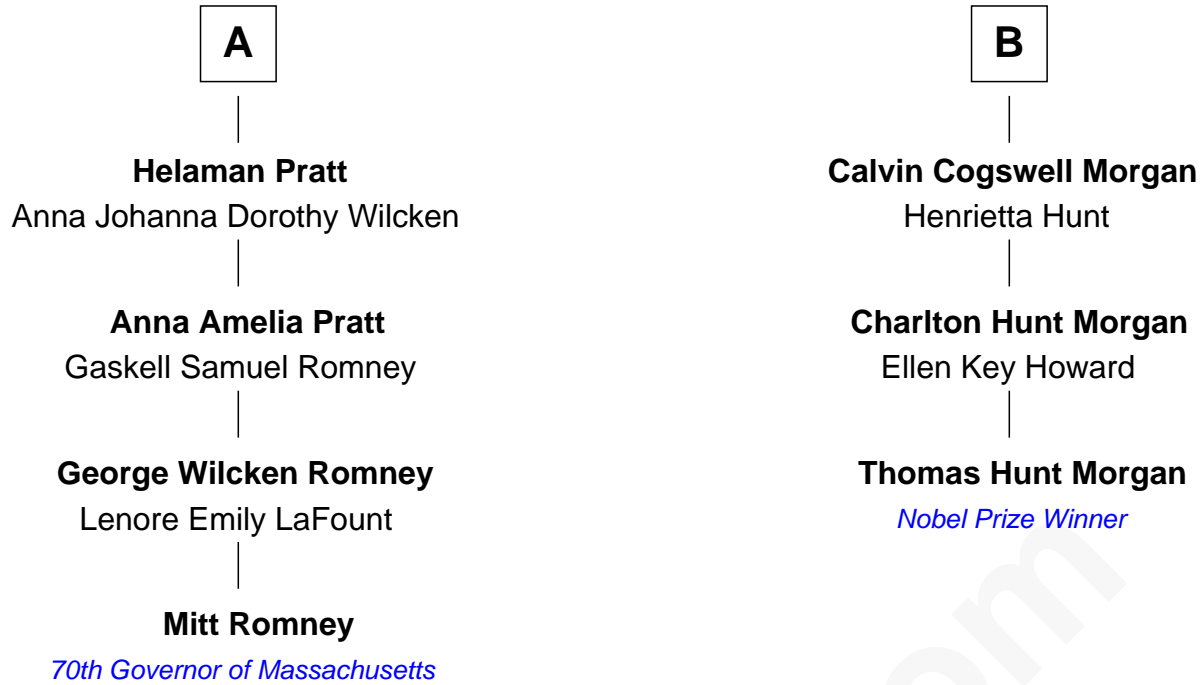 A
Helaman Pratt
Anna Johanna Dorothy Wilcken
Anna Amelia Pratt
Gaskell Samuel Romney
George Wilcken Romney
Lenore Emily LaFount
Mitt Romney
70th Governor of Massachusetts
B
Calvin Cogswell Morgan
Henrietta Hunt
Charlton Hunt Morgan
Ellen Key Howard
Thomas Hunt Morgan
Nobel Prize Winner